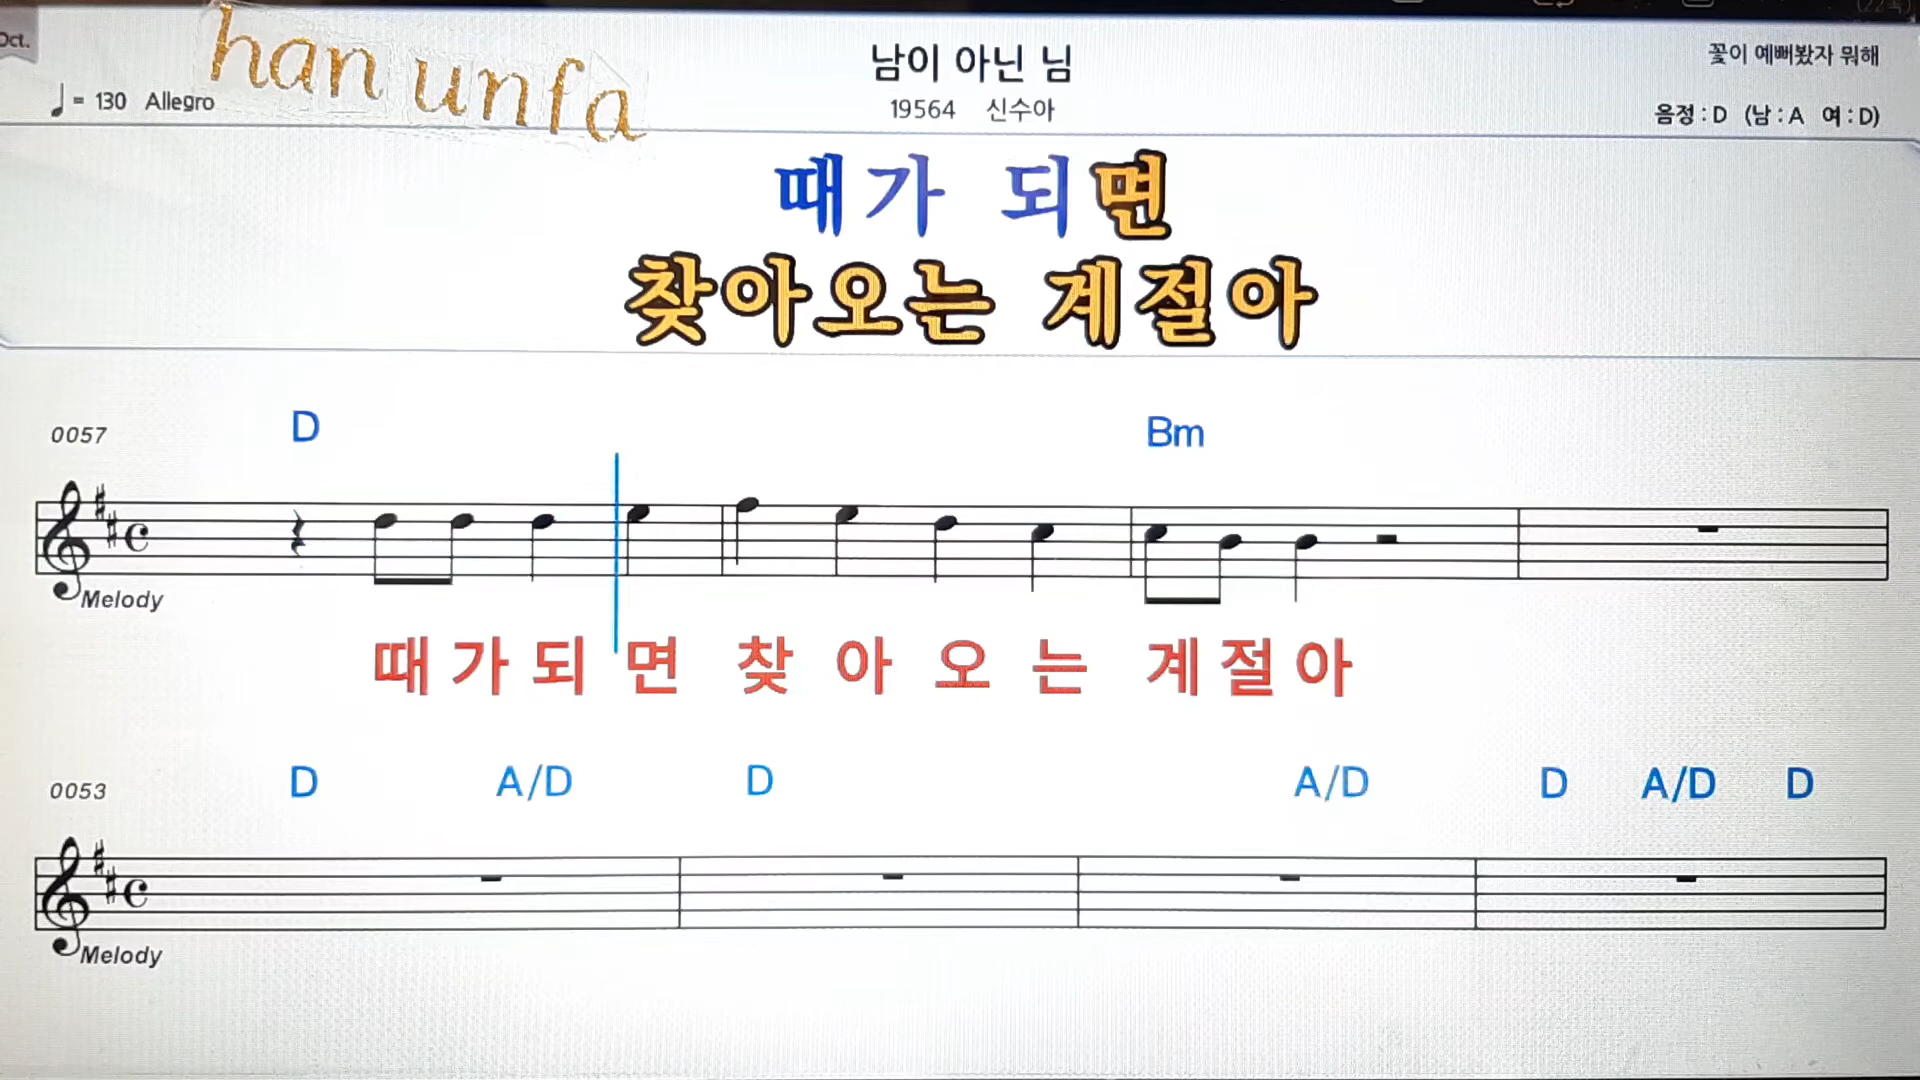 Oct.
han unfa
남이 아닌 님
꽃이 예뻐봤자 뭐해
♩= 130 Allegro
19564 신수아
음정 : D (남 : A 여 : D)
때가 되면
찾아오는 계절아
0057
D Bm
Melody
때 가 되 면 찾 아 오 는 계 절 아
0053
D A/D D A/D D A/D D
Melody